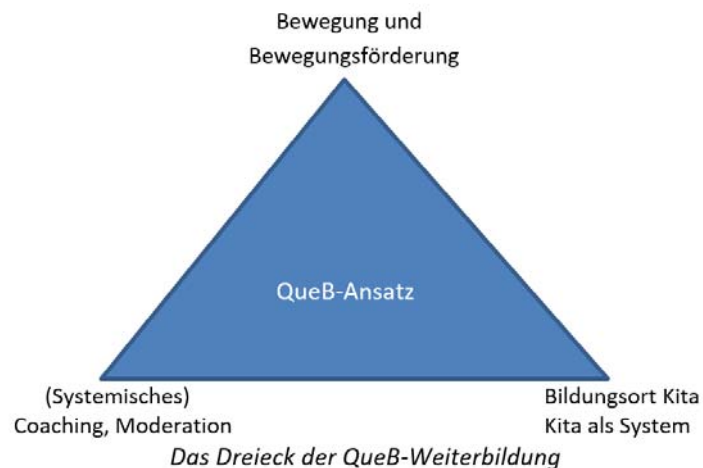 Bewegung und
Bewegungsförderung
QueB-Ansatz
(Systemisches)
Coaching, Moderation
Bildungsort Kita
Kita als System
Das Dreieck der QueB-Weiterbildung